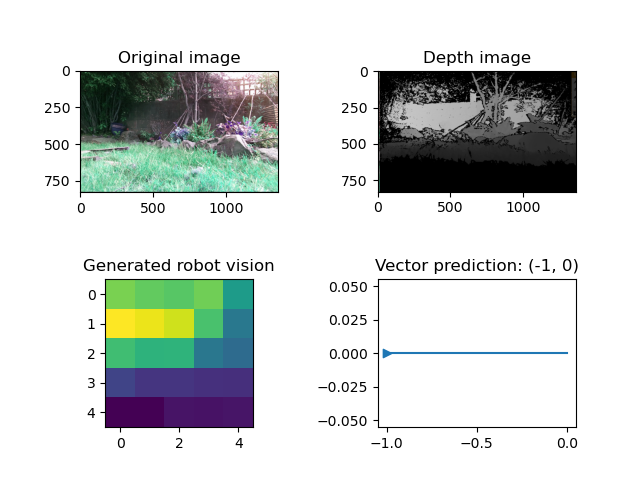 Original image
0
250
500
750
0 500 1000
Depth image
0
250
500
750
0 500 1000
Generated robot vision
0
1
2
3
4
0 2 4
Vector prediction: (-1, 0)
0.050
0.025
0.000
−0.025
−0.050
−1.0 −0.5 0.0